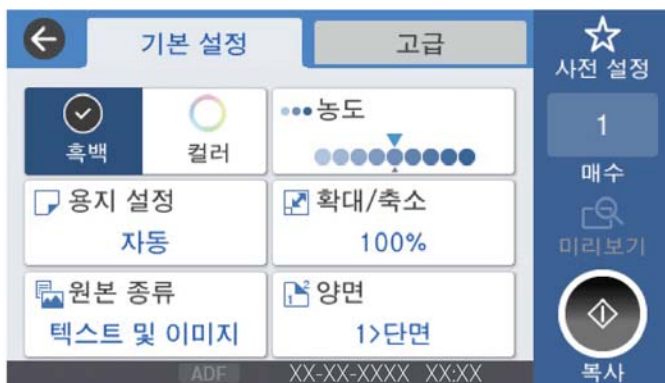 기본 설정
고급
사전 설정
흑백
컬러
농도
1
매수
용지 설정
자동
확대/축소
100%
미리보기
원본 종류
텍스트 및 이미지
양면
1>단면
복사
ADF
XX-XX-XXXX XX:XX